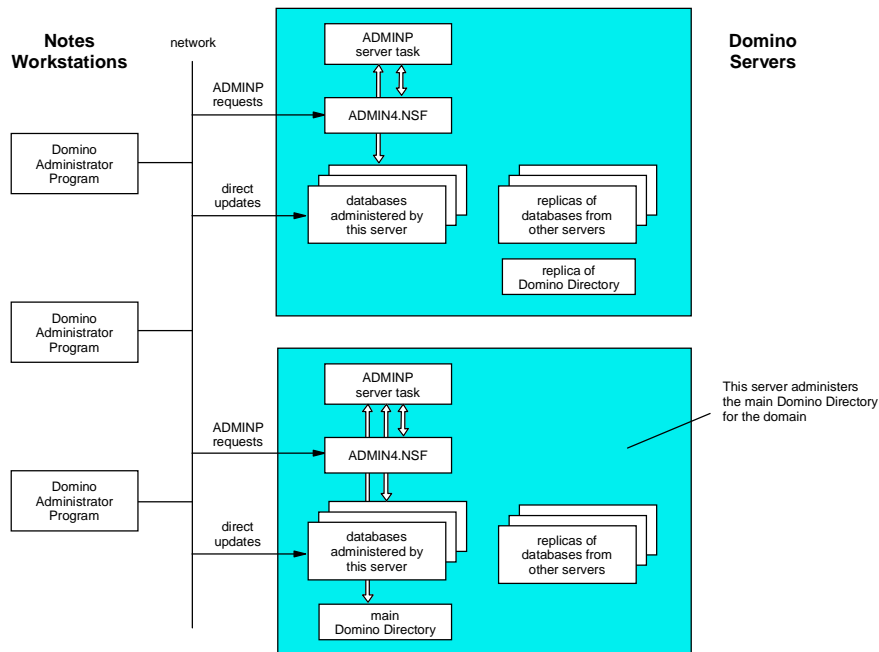 Notes
Workstations
network
Domino
Servers
ADMINP
server task
ADMINP
requests
ADMIN4.NSF
Domino
Administrator
Program
direct
updates
databases
administered by
this server
replicas of
databases from
other servers
replica of
Domino Directory
Domino
Administrator
Program
ADMINP
server task
This server administers
the main Domino Directory
for the domain
ADMINP
requests
ADMIN4.NSF
Domino
Administrator
Program
direct
updates
databases
administered by
this server
replicas of
databases from
other servers
main
Domino Directory